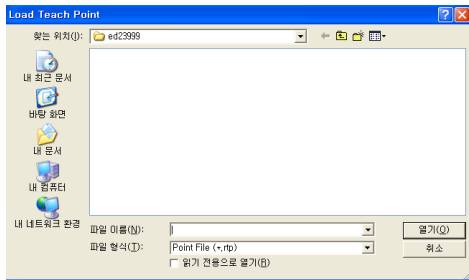 Load Teach Point
찾는 위치(I): ed23999
내 최근 문서
바탕 화면
내 문서
내 컴퓨터
내 네트워크 환경
파일 이름(N): 열기(O)
파일 형식(T): Point File (*.rtp) 취소
읽기 전용으로 열기(R)